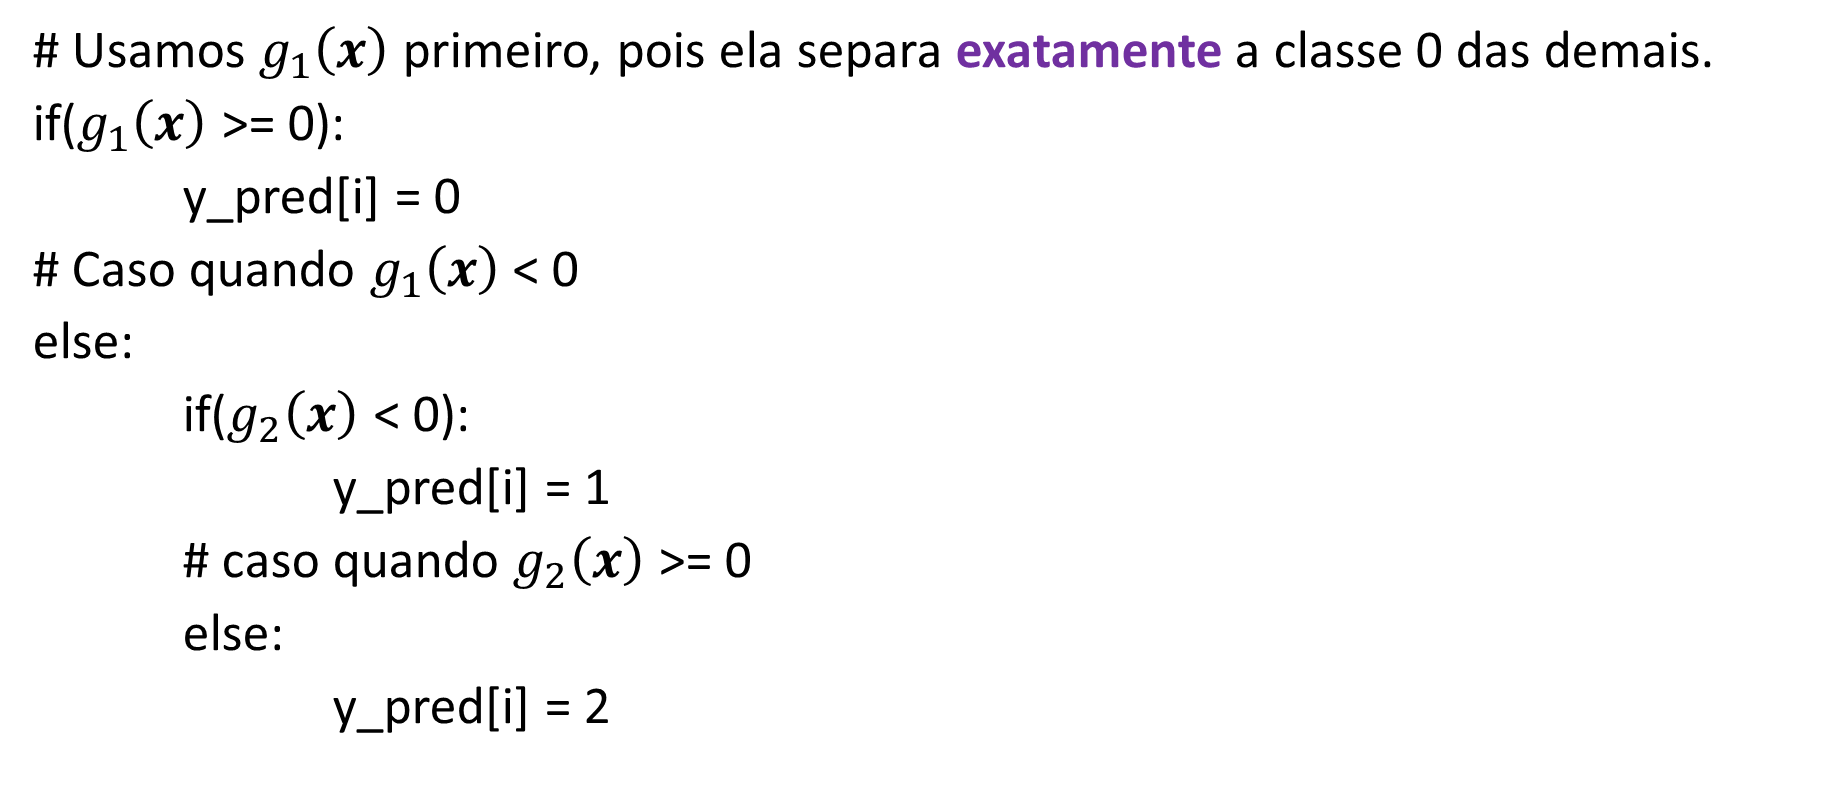 # Usamos g₁(x) primeiro, pois ela separa exatamente a classe 0 das demais.
if(g₁(x) >= 0):
y_pred[i] = 0
# Caso quando g₁(x) < 0
else:
if(g₂(x) < 0):
y_pred[i] = 1
# caso quando g₂(x) >= 0
else:
y_pred[i] = 2